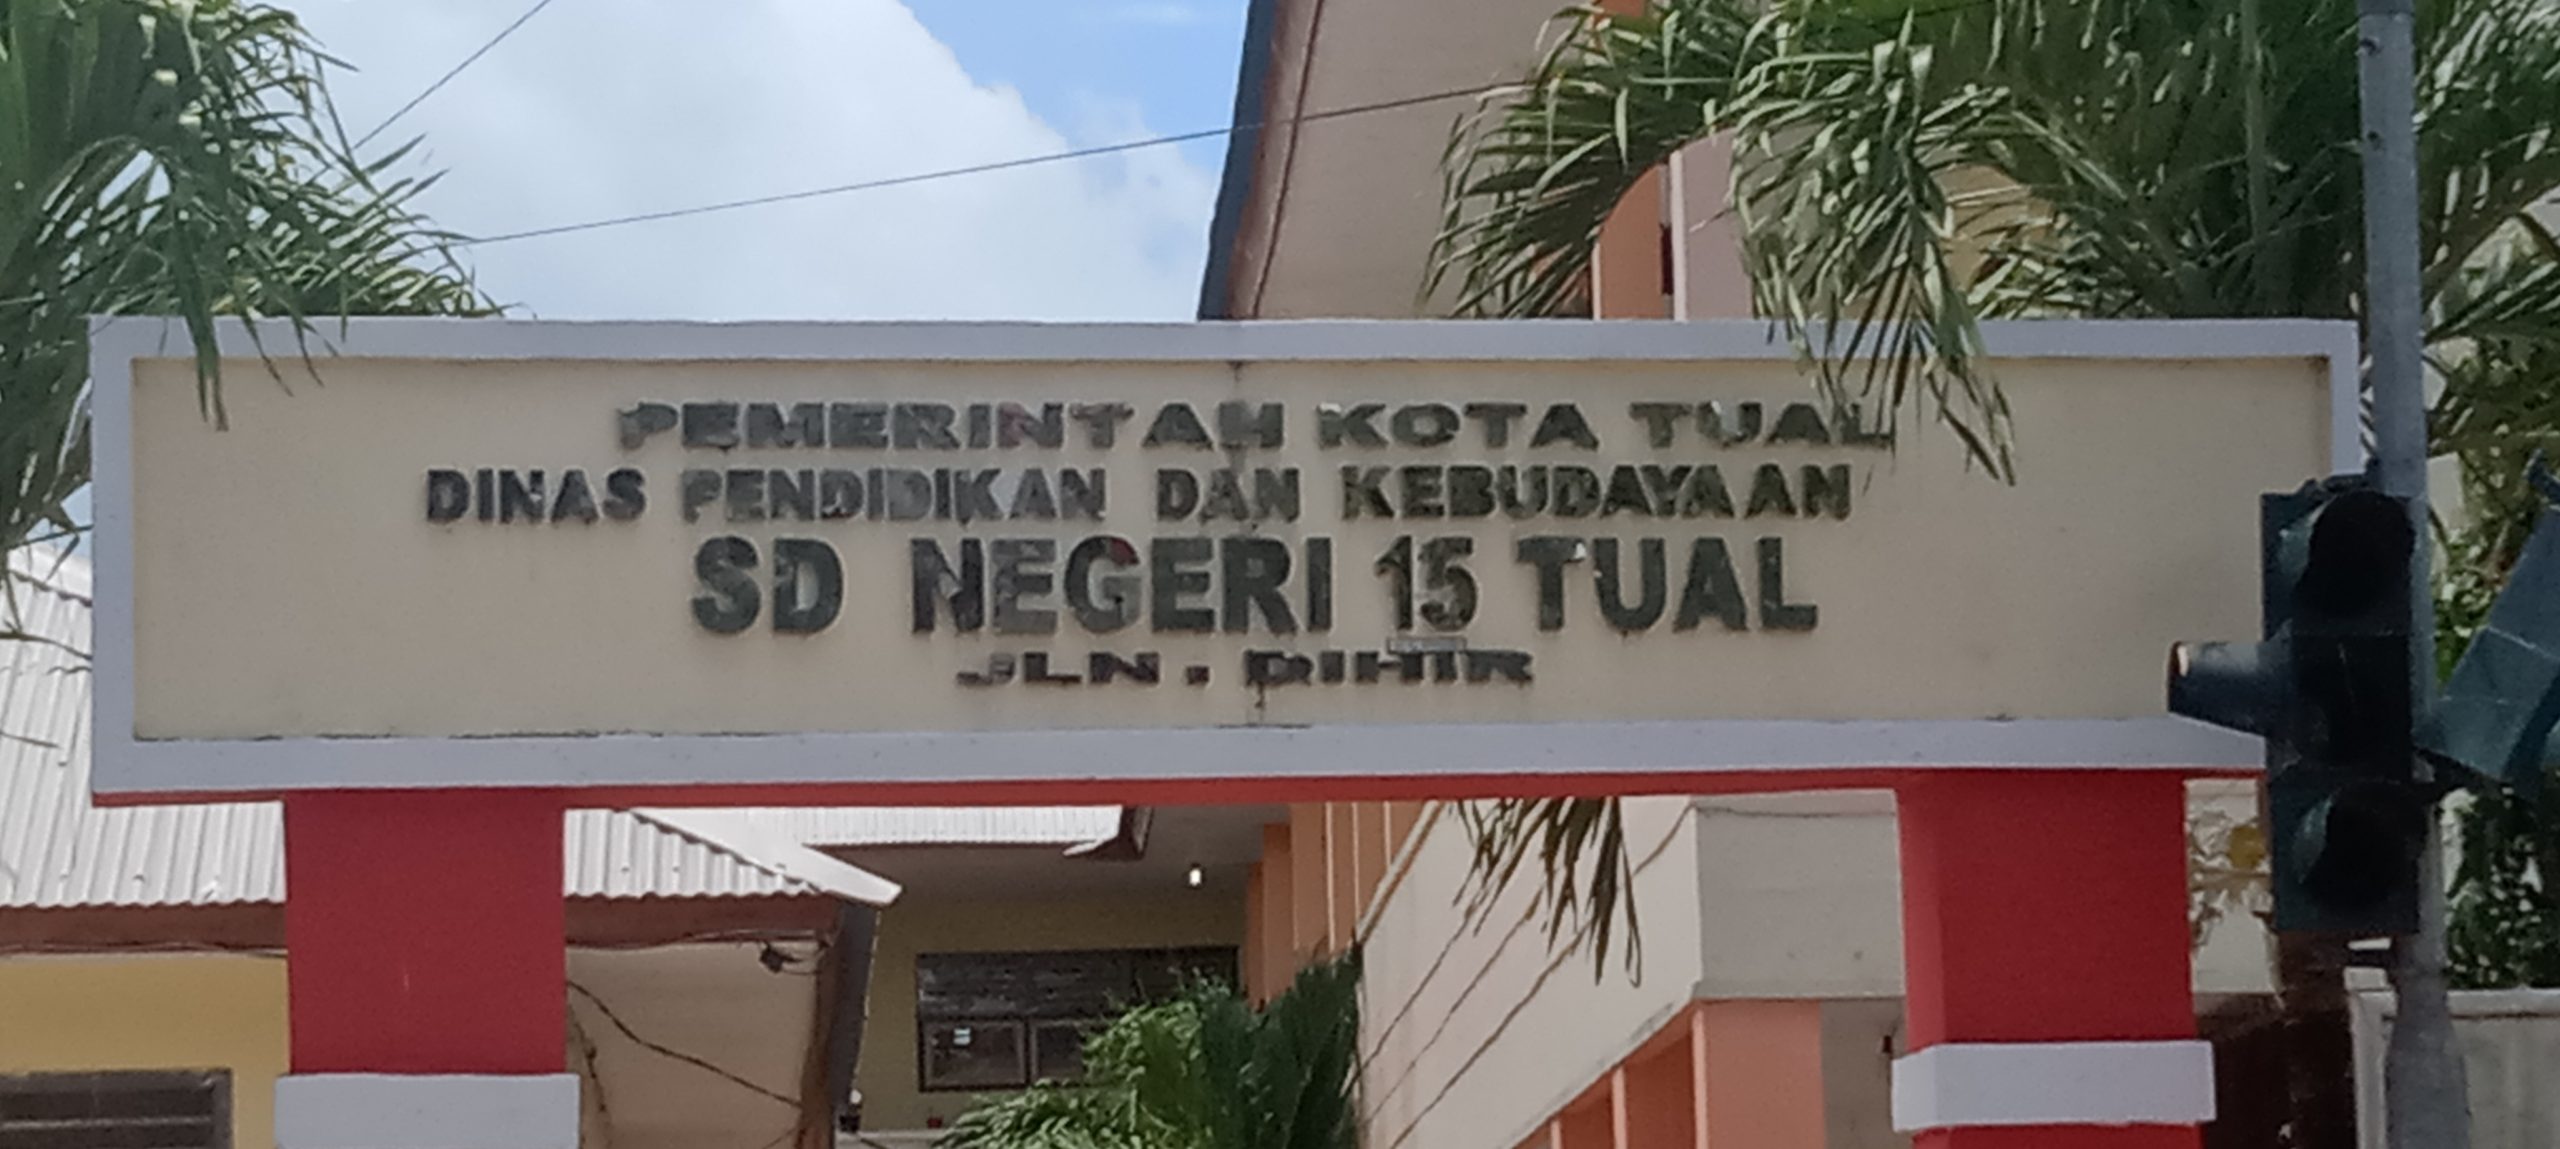 PEMERINTAH KOTA TUAL
DINAS PENDIDIKAN DAN KEBUDAYAAN
SD NEGERI 15 TUAL
JLN. DIHIR